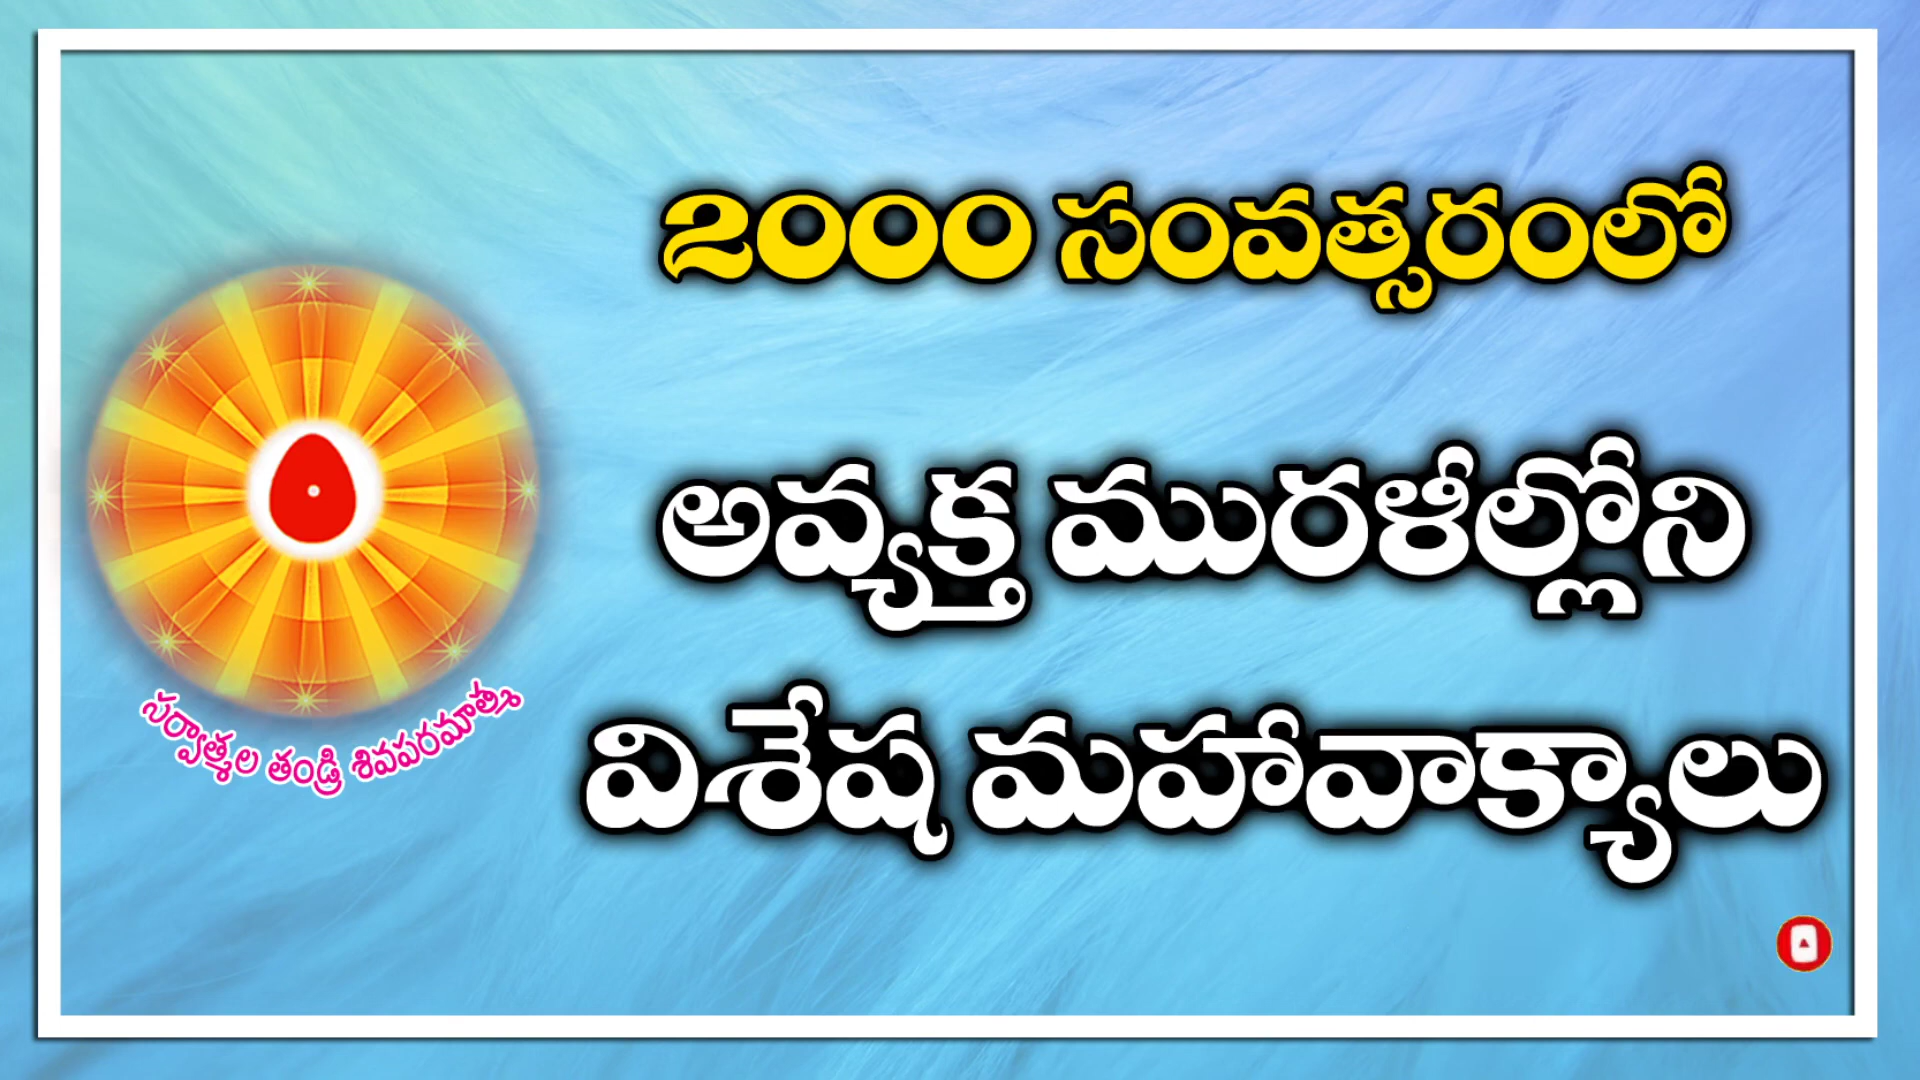 2000 సంవత్సరంలో
అవ్యక్త మురళీల్లోని
విశేష మహావాక్యాలు
సర్వాత్మల తండ్రి శివపరమాత్మ